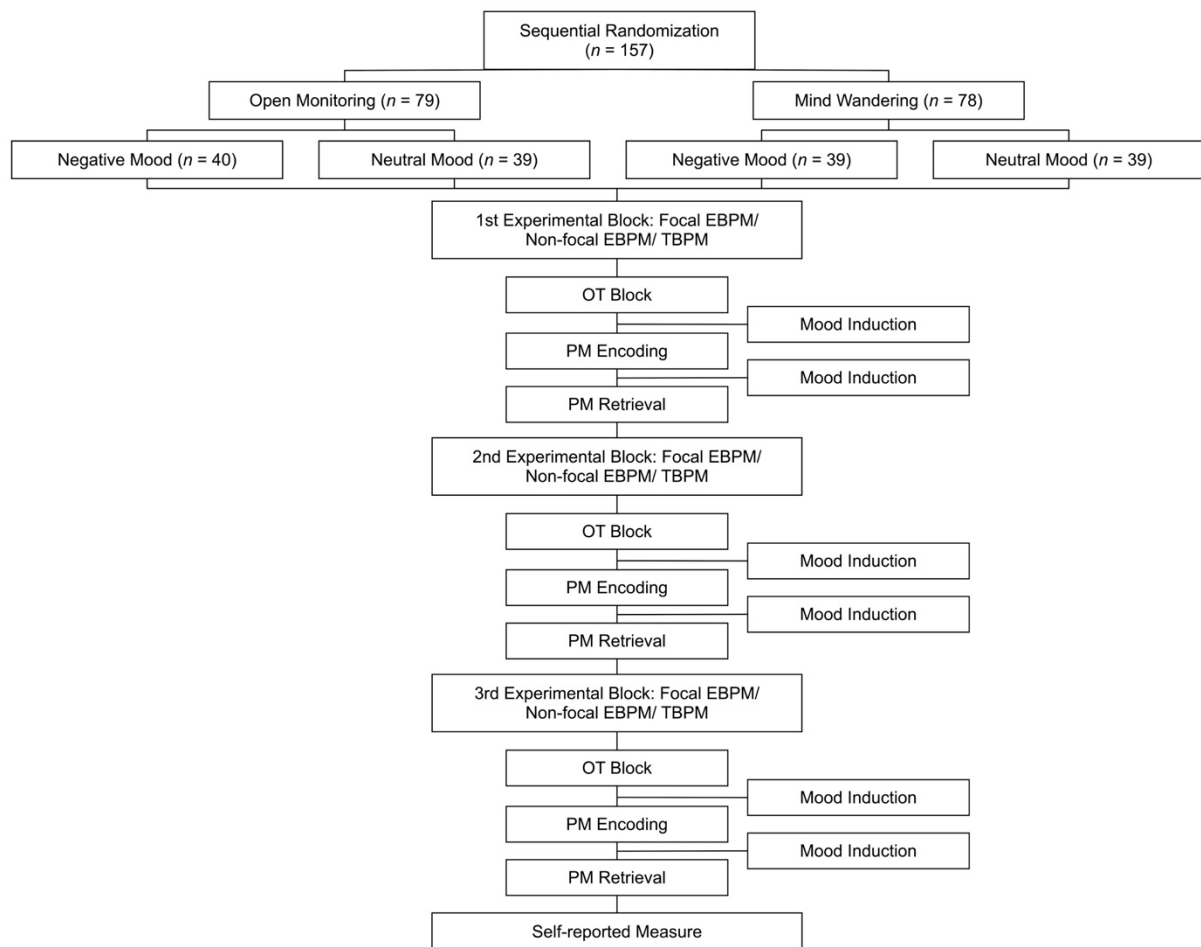 Sequential Randomization
(n = 157)
Open Monitoring (n = 79)
Mind Wandering (n = 78)
Negative Mood (n = 40)
Neutral Mood (n = 39)
Negative Mood (n = 39)
Neutral Mood (n = 39)
1st Experimental Block: Focal EBPM/
Non-focal EBPM/ TBPM
OT Block
Mood Induction
PM Encoding
Mood Induction
PM Retrieval
2nd Experimental Block: Focal EBPM/
Non-focal EBPM/ TBPM
OT Block
Mood Induction
PM Encoding
Mood Induction
PM Retrieval
3rd Experimental Block: Focal EBPM/
Non-focal EBPM/ TBPM
OT Block
Mood Induction
PM Encoding
Mood Induction
PM Retrieval
Self-reported Measure